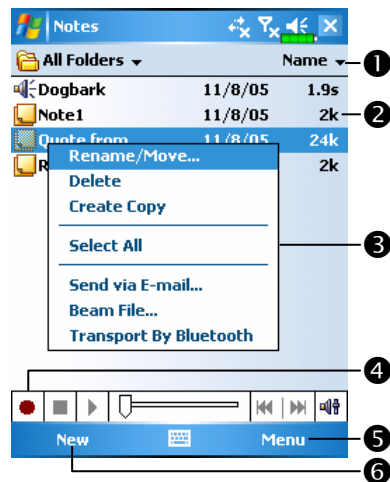 Notes
All Folders Name
Dogbark 11/8/05 1.9s
Note1 11/8/05 2k
Quote from 11/8/05 24k
R 2k
Rename/Move...
Delete
Create Copy
Select All
Send via E-mail...
Beam File...
Transport By Bluetooth
New Menu
1
2
3
4
5
6